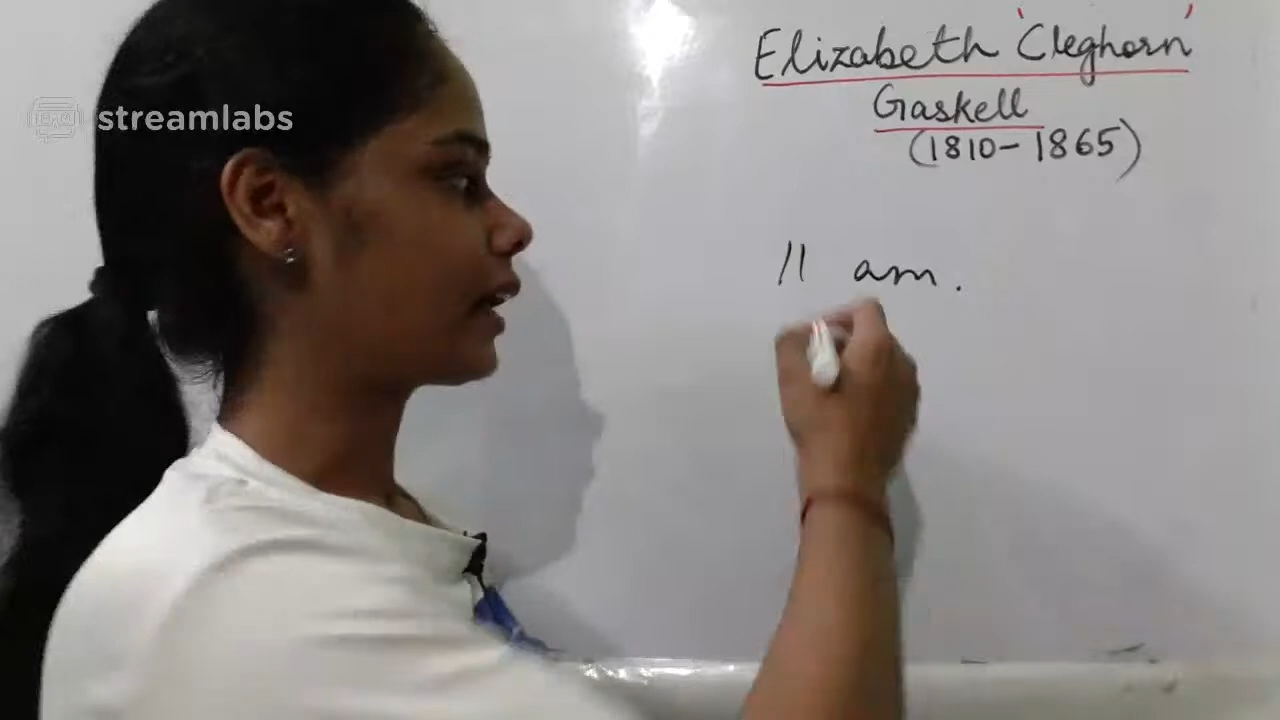 streamlabs
Elizabeth 'Cleghorn'
Gaskell
(1810-1865)
11 am.